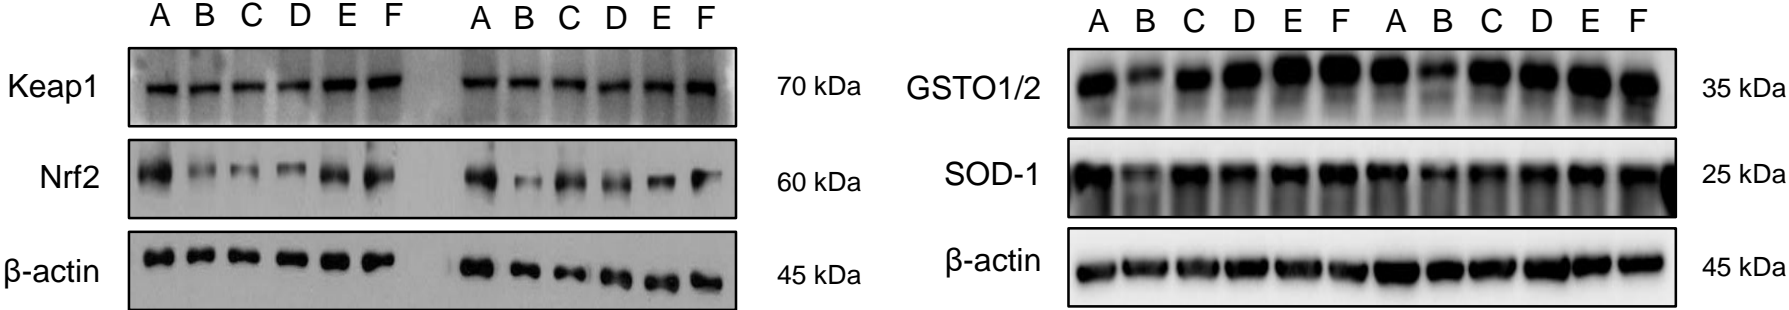 A B C D E F A B C D E F
Keap1 70 kDa
Nrf2 60 kDa
β-actin 45 kDa
A B C D E F A B C D E F
GSTO1/2 35 kDa
SOD-1 25 kDa
β-actin 45 kDa